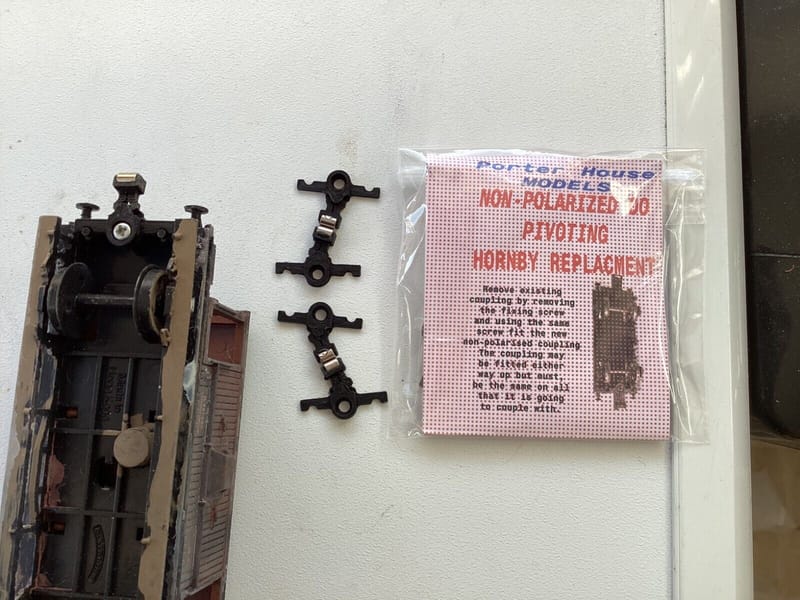 Porter House
MODELS
NON-POLARIZED OO
PIVOTING
HORNBY REPLACMENT
Remove existing
coupling by removing
the fixing screw
and using the same
screw fit the new
non-polarised coupling
The coupling may
be fitted either
way up but must
be the same on all
that it is going
to couple with.